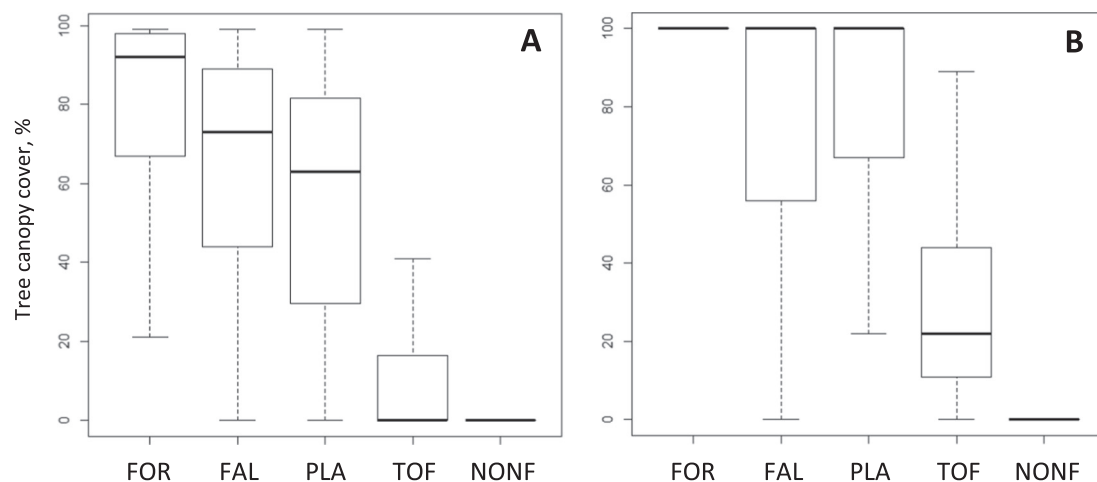 Tree canopy cover, %
100
80
60
40
20
0
A
FOR FAL PLA TOF NONF
100
80
60
40
20
0
B
FOR FAL PLA TOF NONF